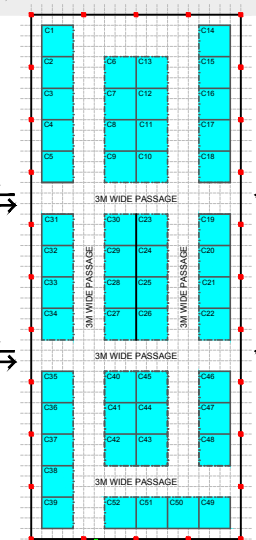 C1 C14
C2 C6 C13 C15
C3 C7 C12 C16
C4 C8 C11 C17
C5 C9 C10 C18
3M WIDE PASSAGE
C31 C30 C23 C19
C32 C29 C24 C20
C33 C28 C25 C21
C34 C27 C26 C22
3M WIDE PASSAGE
3M WIDE PASSAGE
3M WIDE PASSAGE
C35 C40 C45 C46
C36 C41 C44 C47
C37 C42 C43 C48
C38
3M WIDE PASSAGE
C39 C52 C51 C50 C49